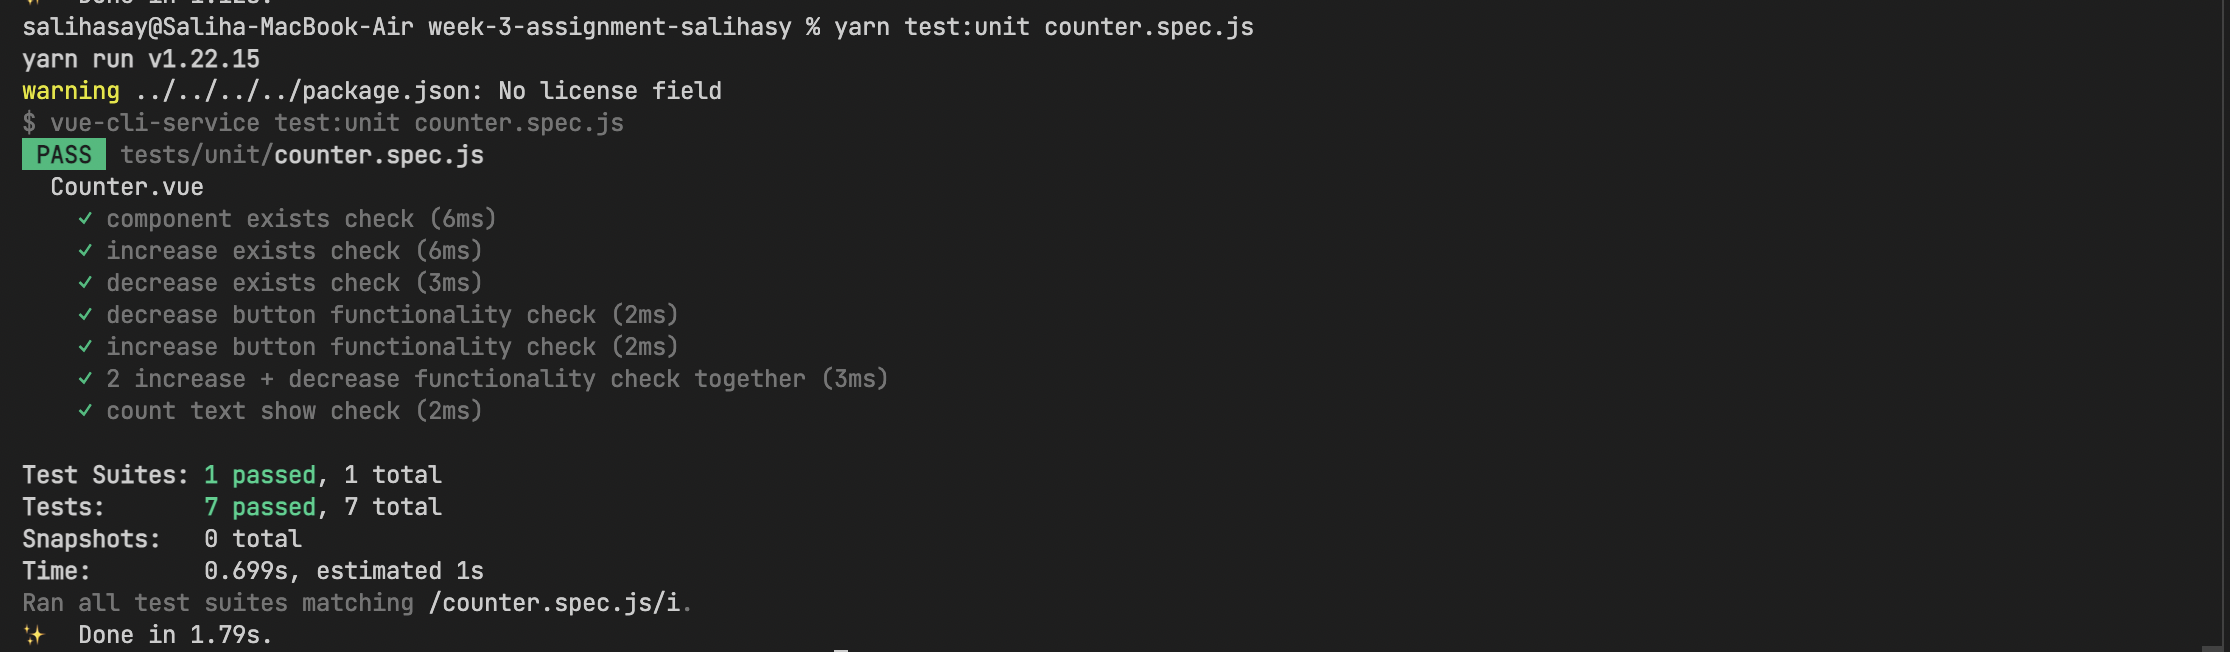 ✨  Done in 1.12s.
salihasay@Saliha-MacBook-Air week-3-assignment-salihasy % yarn test:unit counter.spec.js
yarn run v1.22.15
warning ../../../../package.json: No license field
$ vue-cli-service test:unit counter.spec.js
PASS tests/unit/counter.spec.js
Counter.vue
✓ component exists check (6ms)
✓ increase exists check (6ms)
✓ decrease exists check (3ms)
✓ decrease button functionality check (2ms)
✓ increase button functionality check (2ms)
✓ 2 increase + decrease functionality check together (3ms)
✓ count text show check (2ms)
Test Suites: 1 passed, 1 total
Tests: 7 passed, 7 total
Snapshots: 0 total
Time: 0.699s, estimated 1s
Ran all test suites matching /counter.spec.js/i.
✨ Done in 1.79s.